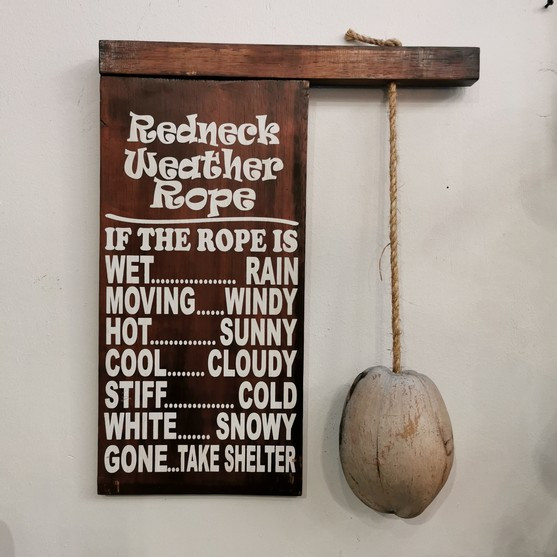 Redneck
Weather
Rope
IF THE ROPE IS
WET............... RAIN
MOVING......WINDY
HOT............. SUNNY
COOL........ CLOUDY
STIFF............... COLD
WHITE....... SNOWY
GONE...TAKE SHELTER